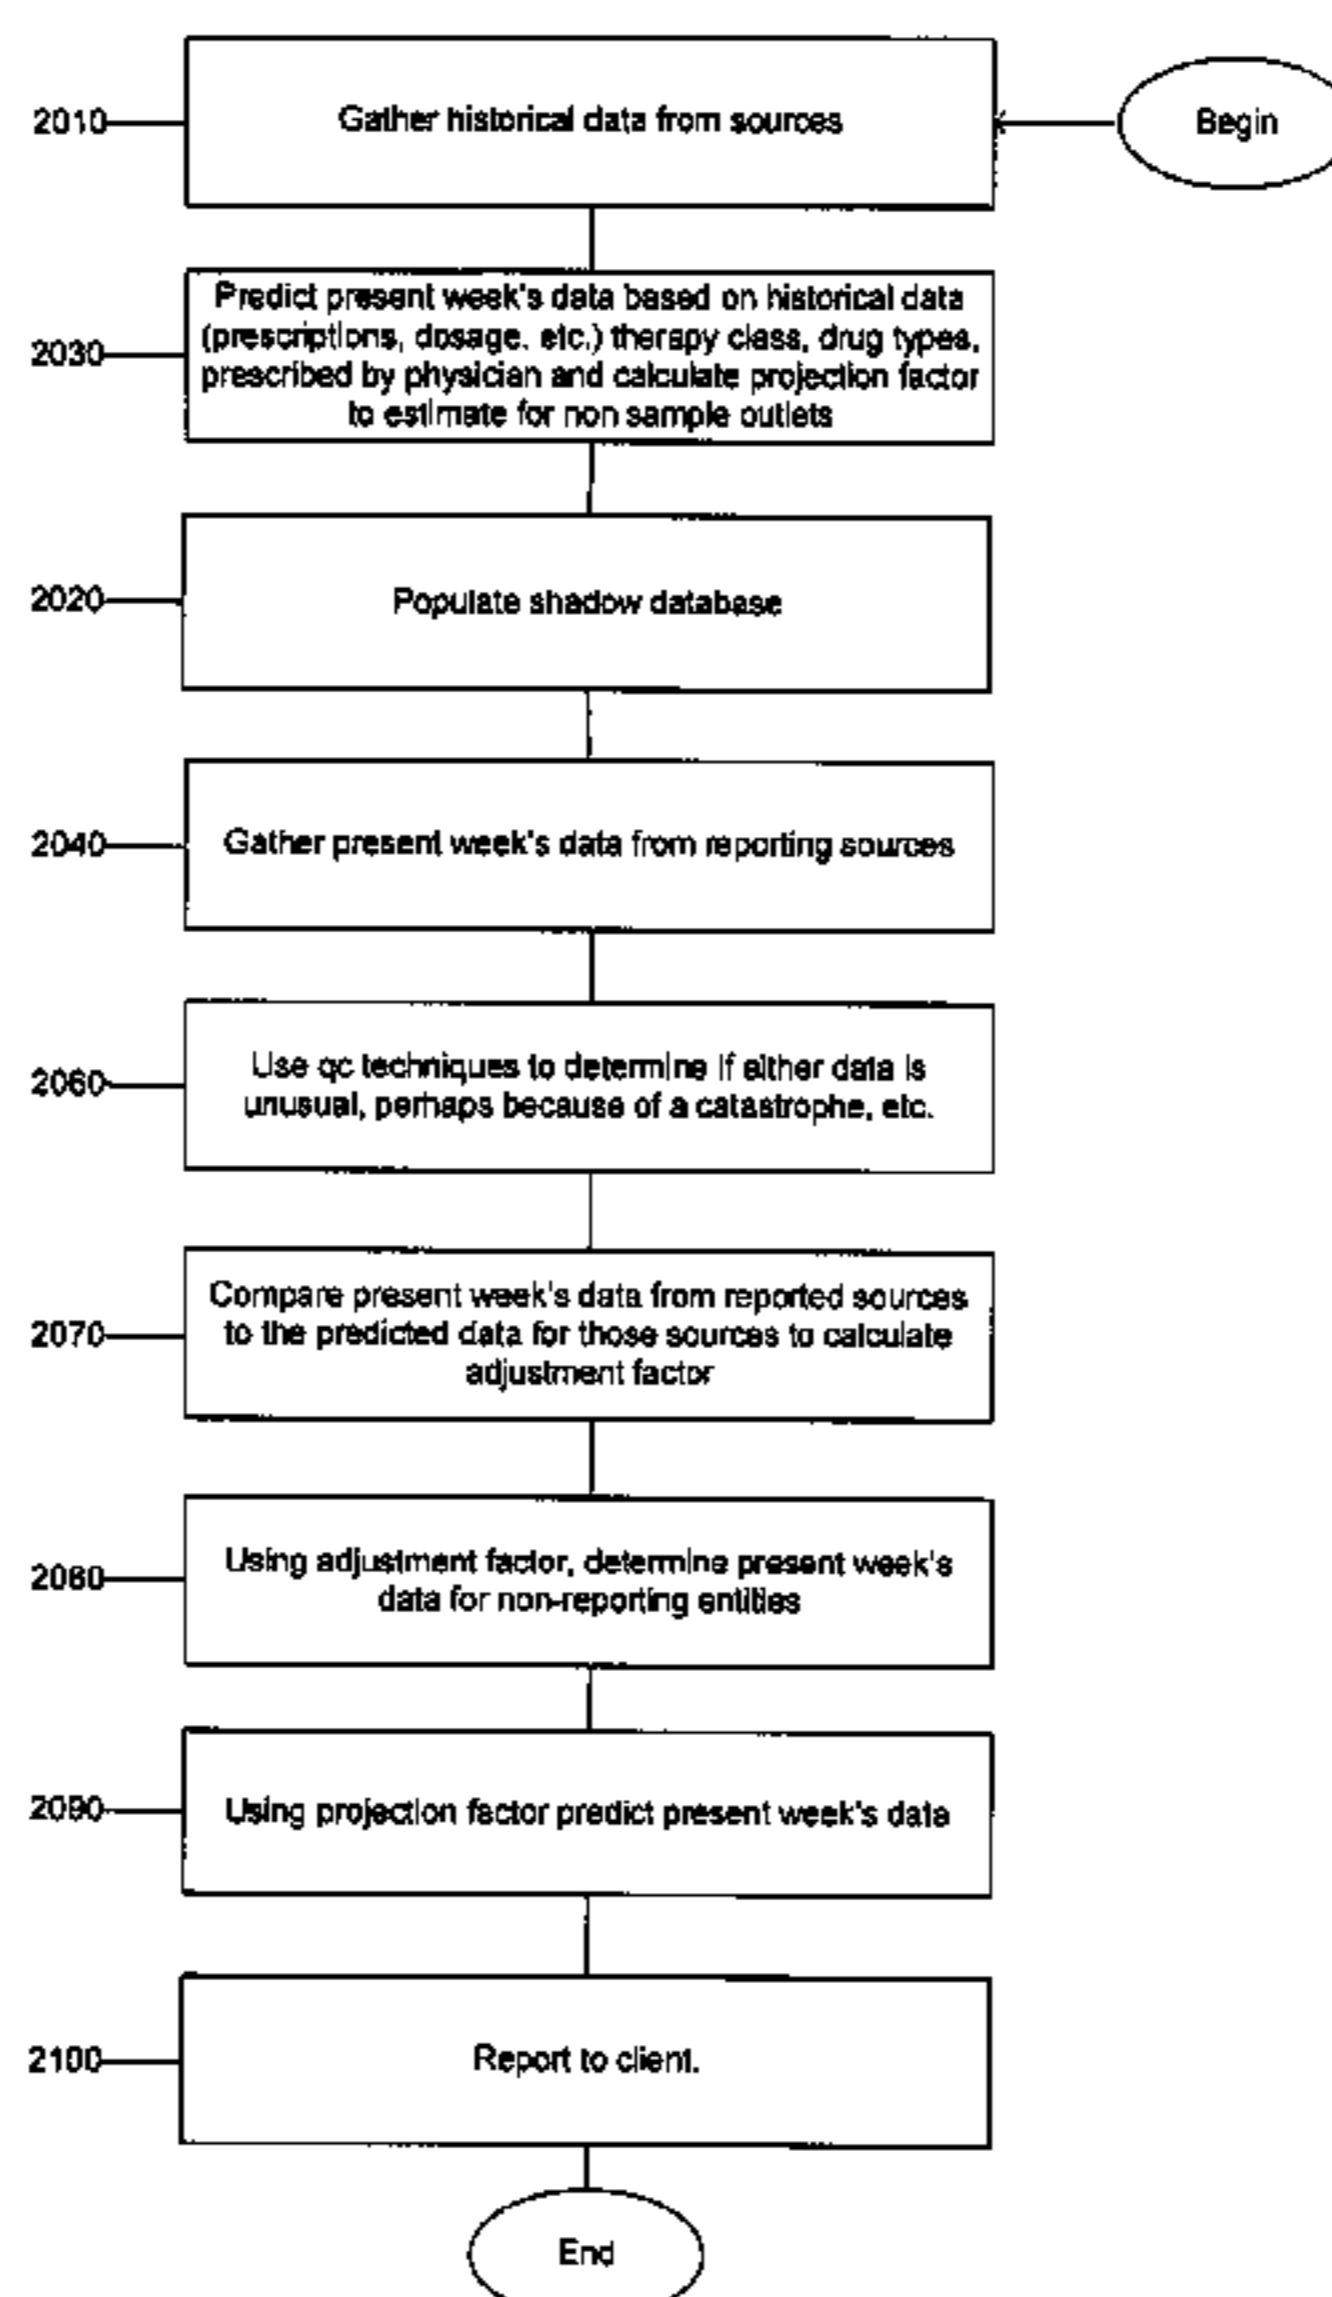 2010
Gather historical data from sources
Begin
2030
Predict present week's data based on historical data
(prescriptions, dosage, etc.) therapy class, drug types,
prescribed by physician and calculate projection factor
to estimate for non sample outlets
2020
Populate shadow database
2040
Gather present week's data from reporting sources
2060
Use qc techniques to determine if either data is
unusual, perhaps because of a catastrophe, etc.
2070
Compare present week's data from reported sources
to the predicted data for those sources to calculate
adjustment factor
2080
Using adjustment factor, determine present week's
data for non-reporting entities
2090
Using projection factor predict present week's data
2100
Report to client.
End